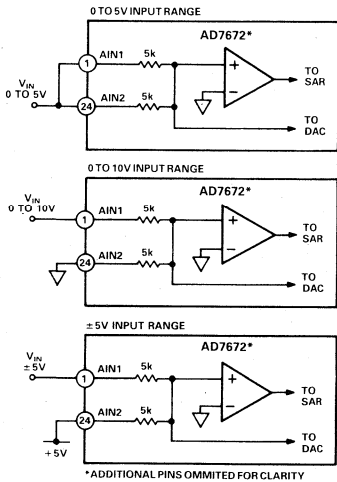 0 TO 5V INPUT RANGE
AD7672*
VIN
0 TO 5V
1
AIN1
5k
+
−
TO
SAR
24
AIN2
5k
TO
DAC
0 TO 10V INPUT RANGE
AD7672*
VIN
0 TO 10V
1
AIN1
5k
+
−
TO
SAR
24
AIN2
5k
TO
DAC
±5V INPUT RANGE
AD7672*
VIN
±5V
1
AIN1
5k
+
−
TO
SAR
24
AIN2
5k
+5V
TO
DAC
*ADDITIONAL PINS OMMITED FOR CLARITY